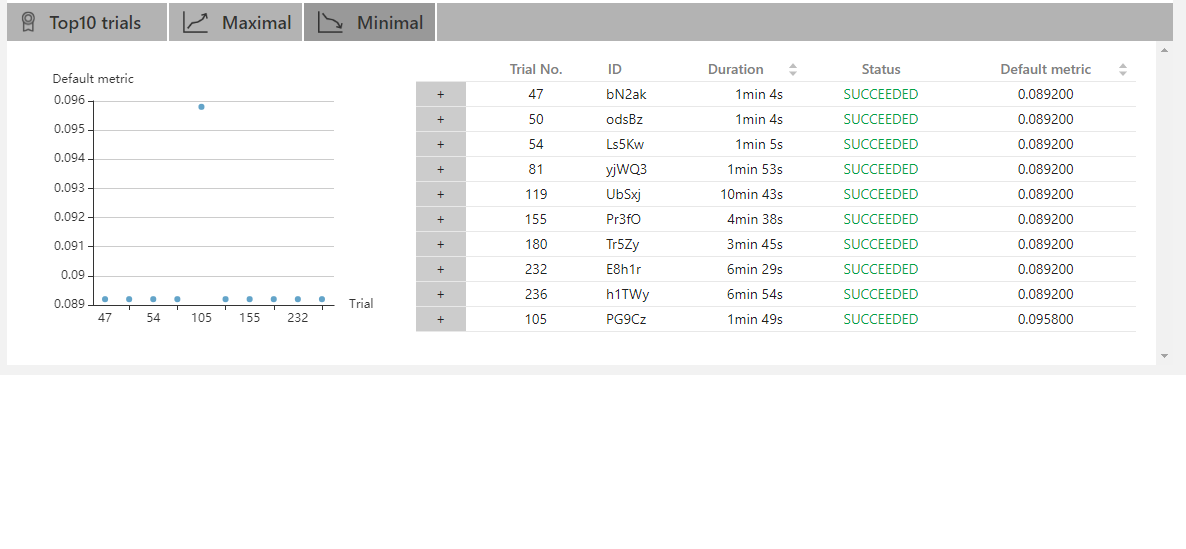 Top10 trials Maximal Minimal
Default metric
0.096
0.095
0.094
0.093
0.092
0.091
0.09
0.089
47 54 105 155 232
Trial
Trial No. ID Duration Status Default metric
+ 47 bN2ak 1min 4s SUCCEEDED 0.089200
+ 50 odsBz 1min 4s SUCCEEDED 0.089200
+ 54 Ls5Kw 1min 5s SUCCEEDED 0.089200
+ 81 yjWQ3 1min 53s SUCCEEDED 0.089200
+ 119 UbSxj 10min 43s SUCCEEDED 0.089200
+ 155 Pr3fO 4min 38s SUCCEEDED 0.089200
+ 180 Tr5Zy 3min 45s SUCCEEDED 0.089200
+ 232 E8h1r 6min 29s SUCCEEDED 0.089200
+ 236 h1TWy 6min 54s SUCCEEDED 0.089200
+ 105 PG9Cz 1min 49s SUCCEEDED 0.095800